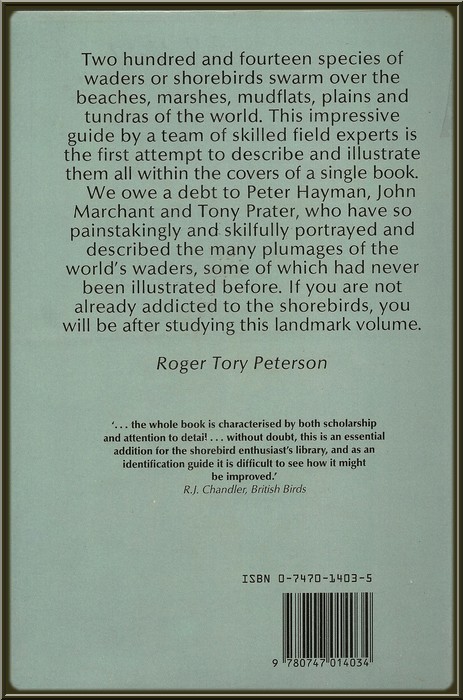 Two hundred and fourteen species of
waders or shorebirds swarm over the
beaches, marshes, mudflats, plains and
tundras of the world. This impressive
guide by a team of skilled field experts is
the first attempt to describe and illustrate
them all within the covers of a single book.
We owe a debt to Peter Hayman, John
Marchant and Tony Prater, who have so
painstakingly and skilfully portrayed and
described the many plumages of the
world's waders, some of which had never
been illustrated before. If you are not
already addicted to the shorebirds, you
will be after studying this landmark volume.
Roger Tory Peterson
'. . . the whole book is characterised by both scholarship
and attention to detail . . . without doubt, this is an essential
addition for the shorebird enthusiast's library, and as an
identification guide it is difficult to see how it might
be improved.'
R.J. Chandler, British Birds
ISBN 0-7470-1403-5
9 780747 014034